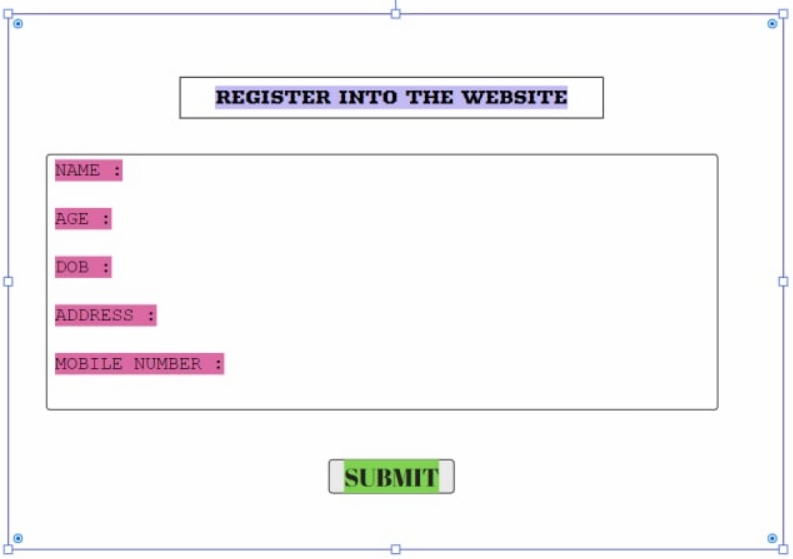 REGISTER INTO THE WEBSITE
NAME :
AGE :
DOB :
ADDRESS :
MOBILE NUMBER :
SUBMIT